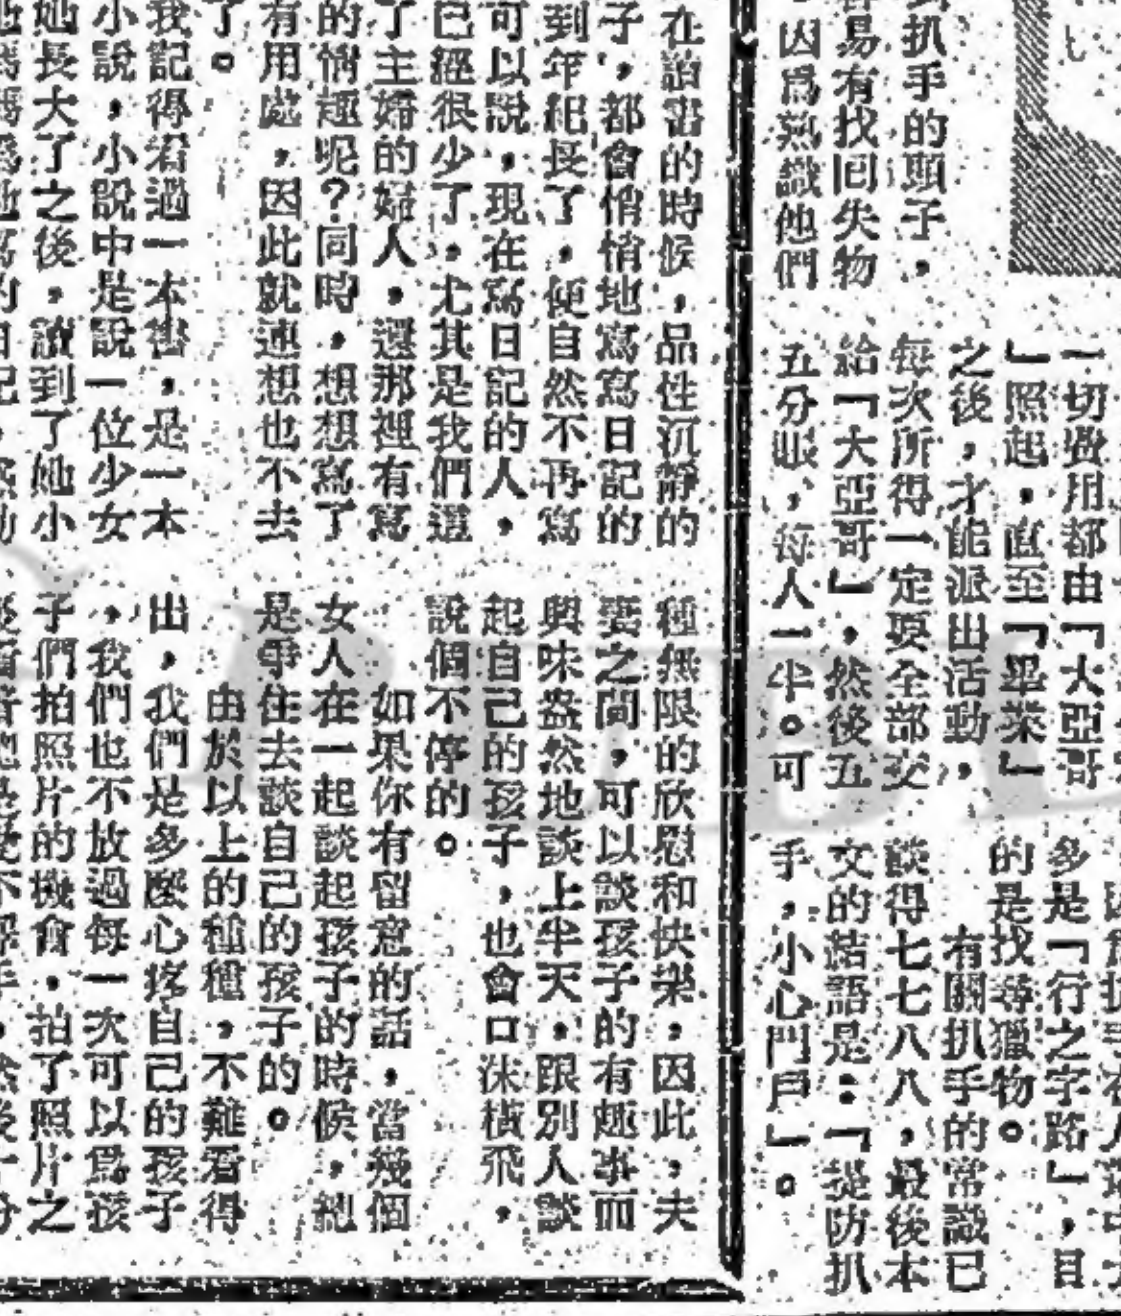 扒手的頭子，
容易有找回失物
，因爲熟識他們
一切費用都由「大亞哥
」照起，直至「畢業」
之後，才能派出活動，
每次所得一定要全部交
給「大亞哥」，然後五
五分賬，每人一半。可
多是「行之字路」，目
的是找尋獵物。
有關扒手的常識已
談得七七八八，最後本
文的結語是：「提防扒
手，小心門戶」。
在讀書的時候，品性沉靜的
子，都會悄悄地寫寫日記的
到年紀長了，便自然不再寫
可以說，現在寫日記的人，
已經很少了，尤其是我們這
了主婦的婦人，還那裡有寫
的情趣呢？同時，想想寫了
有用處，因此就連想也不去
了。
我記得看過一本書，是一本
小說，小說中是說一位少女
她長大了之後，讀到了她小
種無限的欣慰和快樂，因此，夫
妻之間，可以談孩子的有趣事而
興味盎然地談上半天，跟別人談
起自己的孩子，也會口沬橫飛，
說個不停的。
如果你有留意的話，當幾個
女人在一起談起孩子的時候，總
是爭住去談自己的孩子的。
由於以上的種種，不難看得
出，我們是多麼心疼自己的孩子
，我們也不放過每一次可以爲孩
子們拍照片的機會，拍了照片之